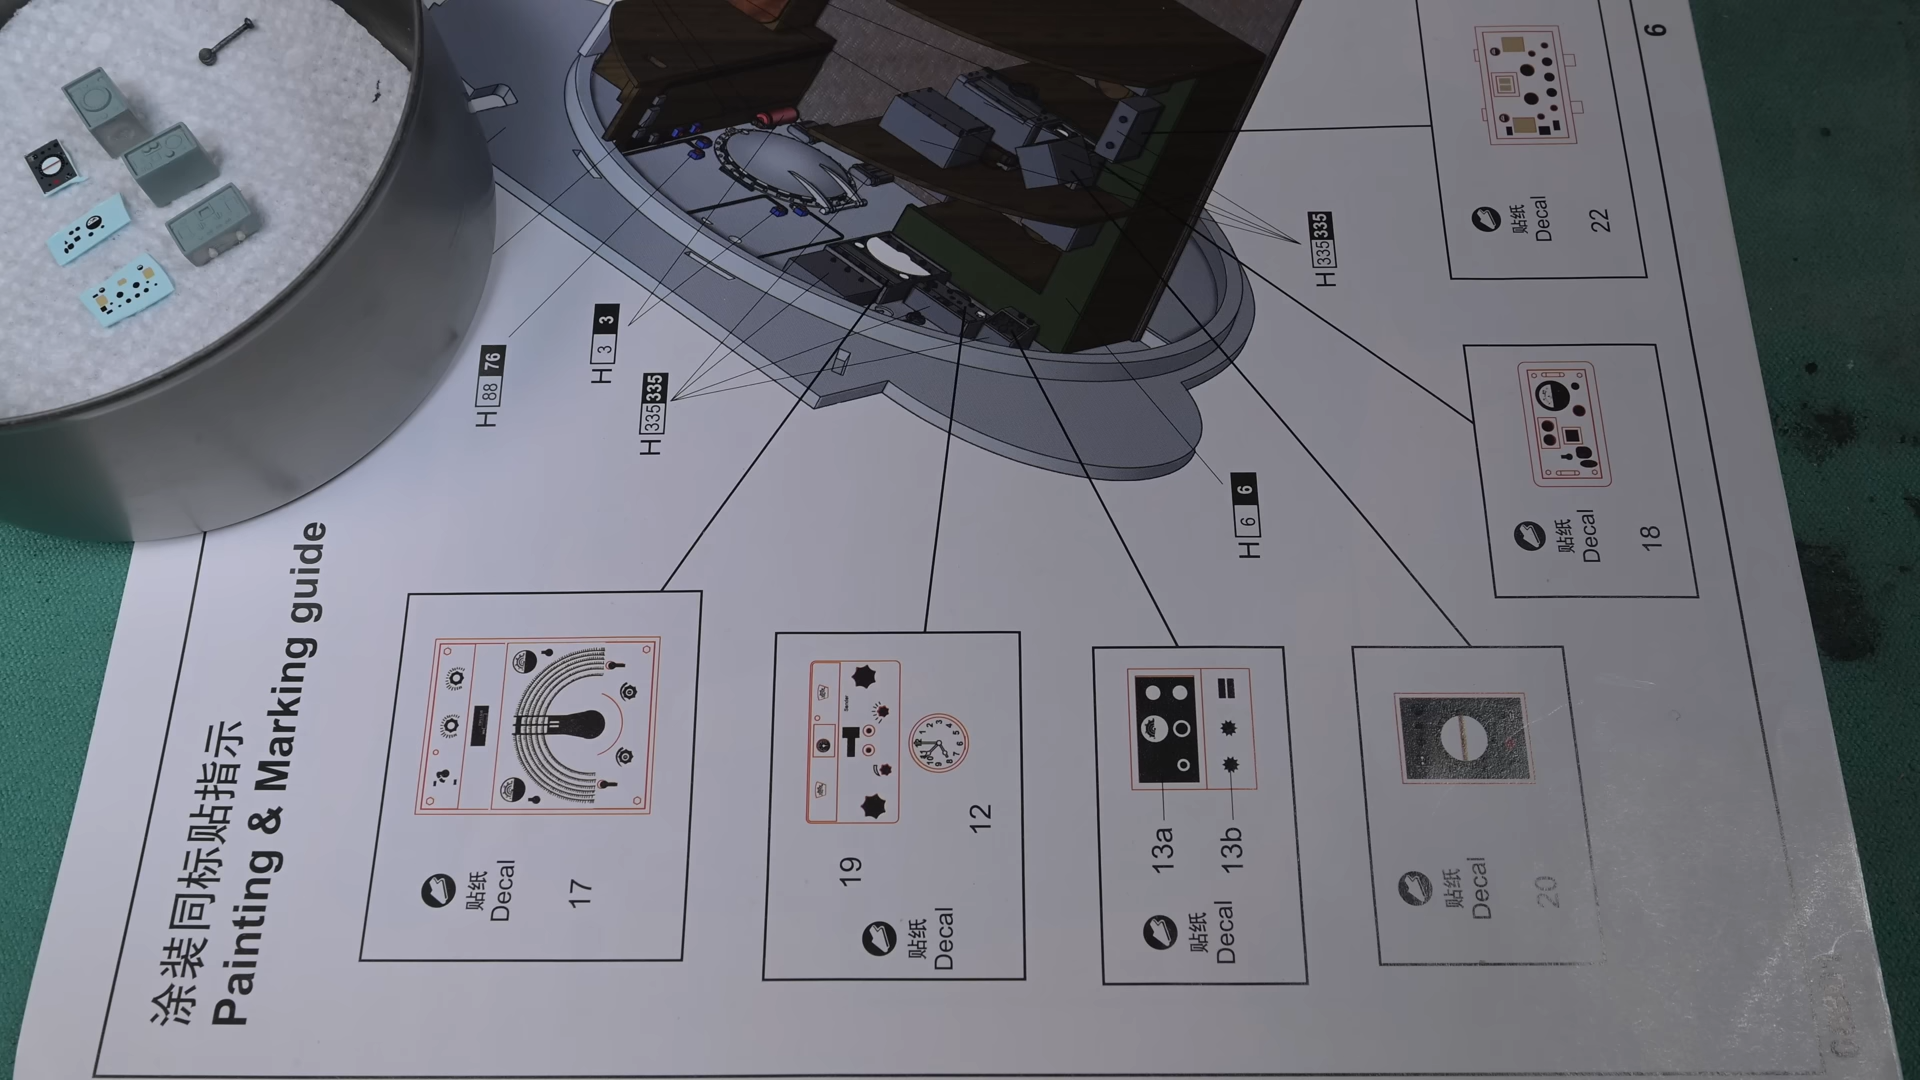 涂装同标贴指示
Painting & Marking guide
6
H 88 76
H 3 3
H 335 335
H 335 335
H 6 6
贴纸
Decal
17
19
12
贴纸
Decal
13a
13b
贴纸
Decal
贴纸
Decal
20
贴纸
Decal
18
贴纸
Decal
22